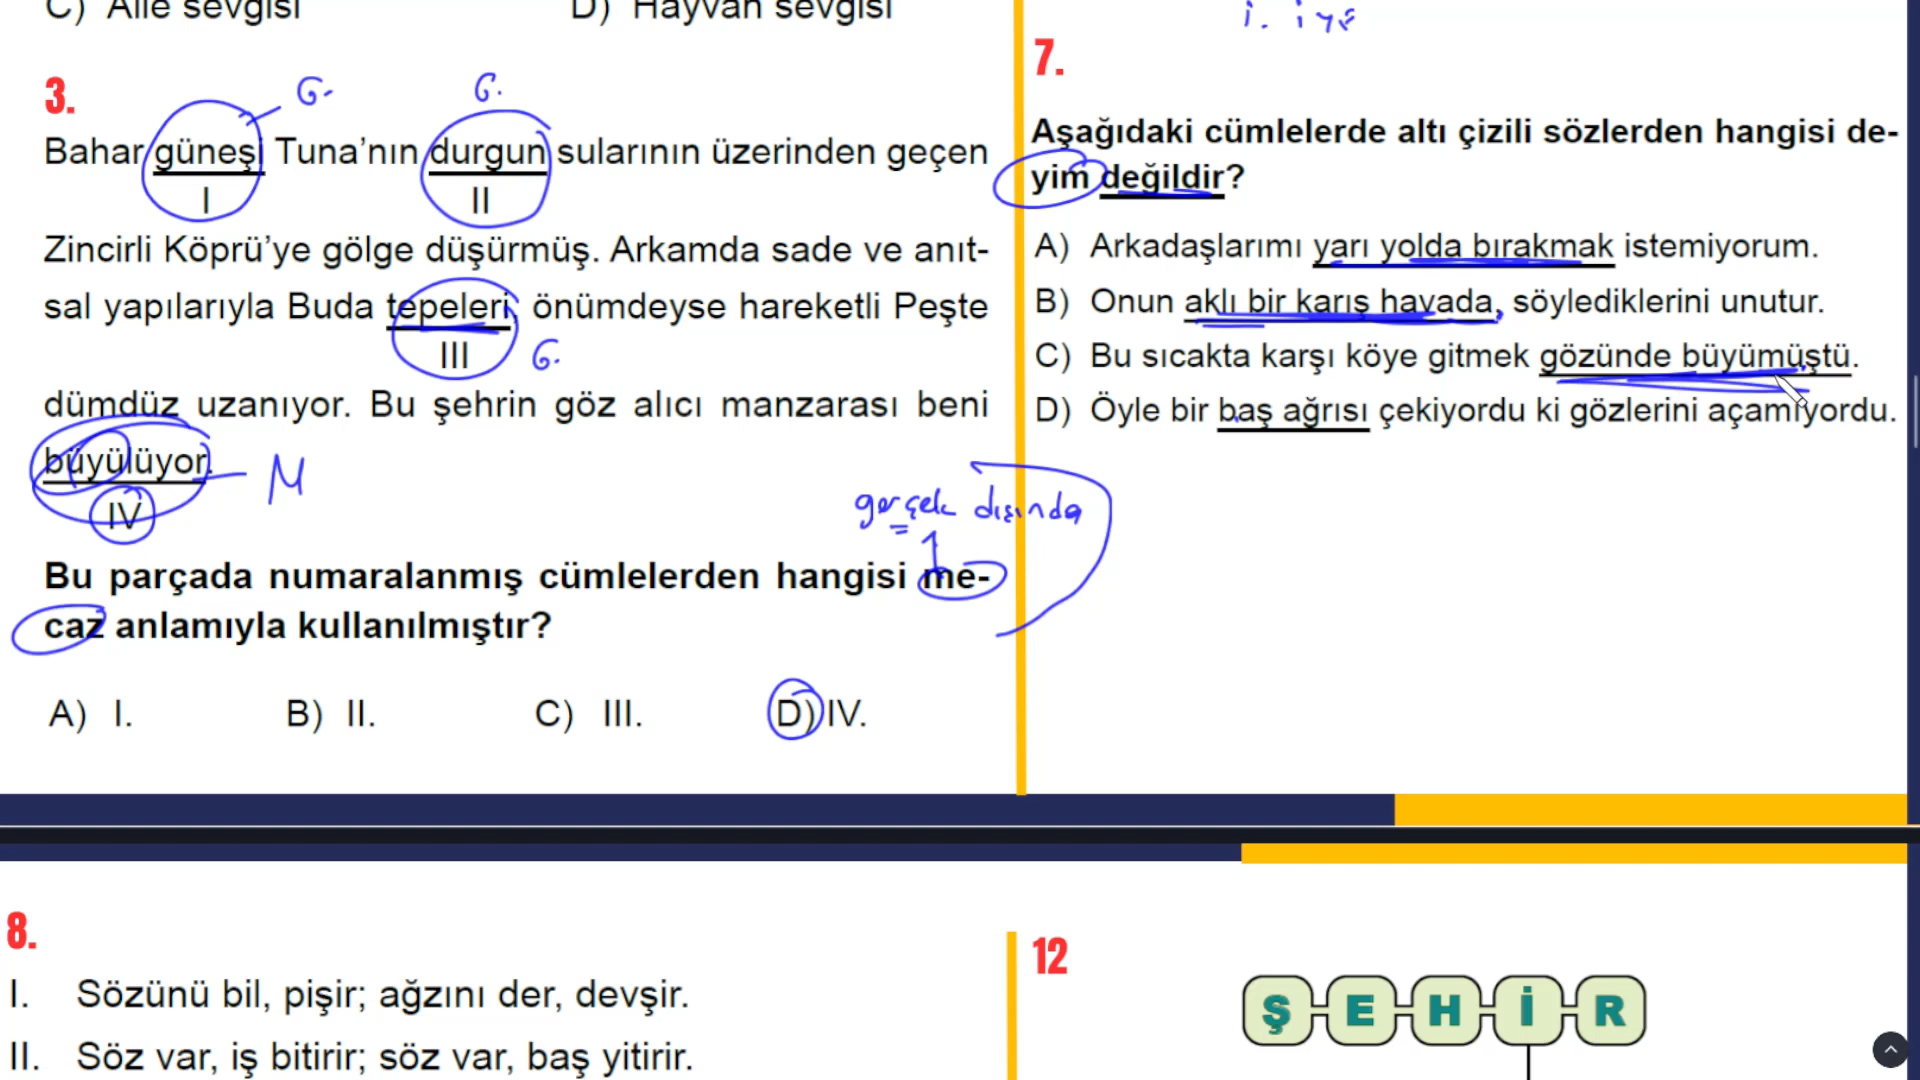 C) Aile sevgisi D) Hayvan sevgisi
3.
G. G.
Bahar güneşi Tuna’nın durgun sularının üzerinden geçen
I II
Zincirli Köprü’ye gölge düşürmüş. Arkamda sade ve anıt-
sal yapılarıyla Buda tepeleri, önümdeyse hareketli Peşte
III G.
dümdüz uzanıyor. Bu şehrin göz alıcı manzarası beni
büyülüyor. M
IV
gerçek dışında
Bu parçada numaralanmış cümlelerden hangisi me-
caz anlamıyla kullanılmıştır?
A) I. B) II. C) III. D) IV.
7.
Aşağıdaki cümlelerde altı çizili sözlerden hangisi de-
yim değildir?
A) Arkadaşlarımı yarı yolda bırakmak istemiyorum.
B) Onun aklı bir karış havada, söylediklerini unutur.
C) Bu sıcakta karşı köye gitmek gözünde büyümüştü.
D) Öyle bir baş ağrısı çekiyordu ki gözlerini açamıyordu.
8.
I. Sözünü bil, pişir; ağzını der, devşir.
II. Söz var, iş bitirir; söz var, baş yitirir.
12
ŞEHİR